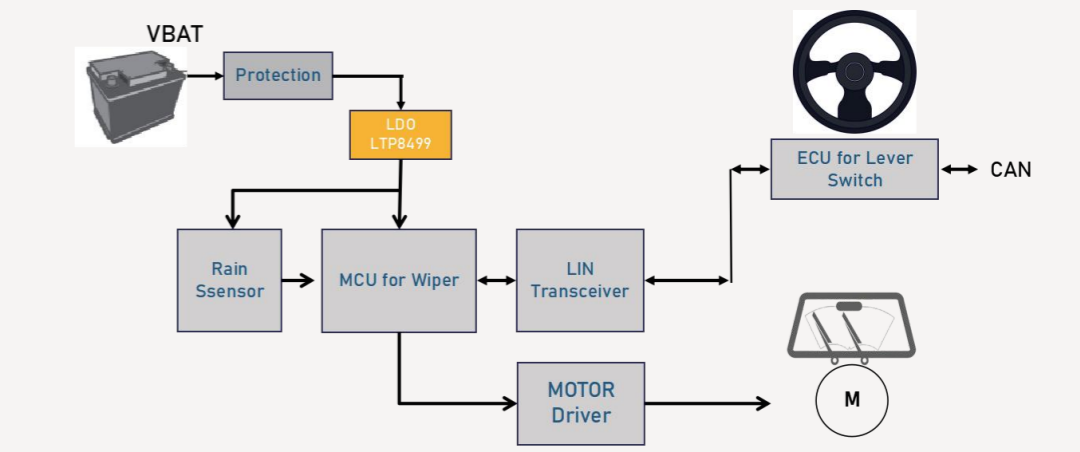 VBAT
Protection
LDO
LTP8499
ECU for Lever
Switch
CAN
Rain
Ssensor
MCU for Wiper
LIN
Transceiver
MOTOR
Driver
M